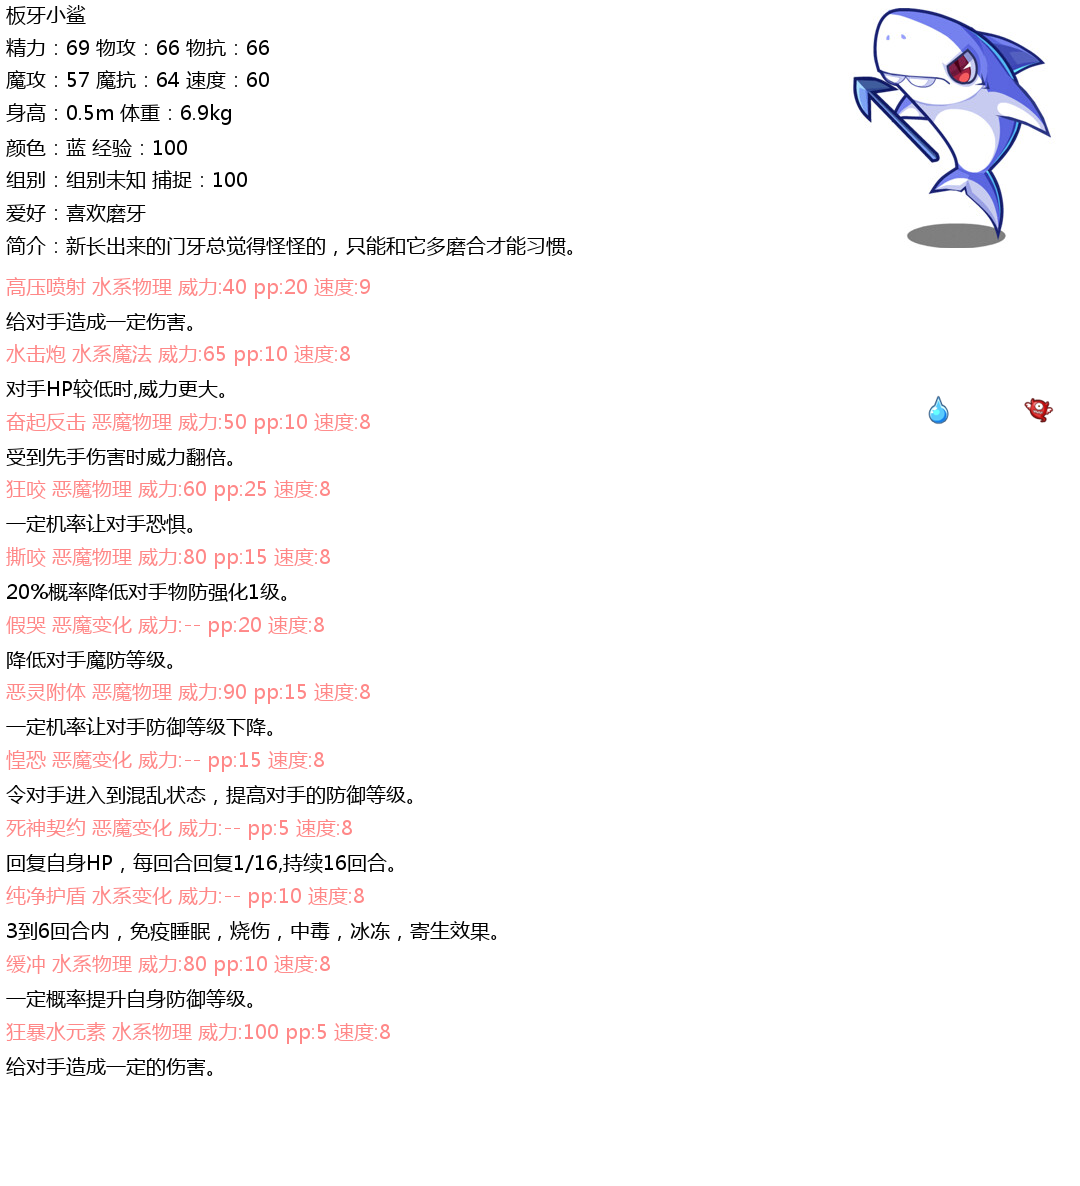 板牙小鲨
精力：69 物攻：66 物抗：66
魔攻：57 魔抗：64 速度：60
身高：0.5m 体重：6.9kg
颜色：蓝 经验：100
组别：组别未知 捕捉：100
爱好：喜欢磨牙
简介：新长出来的门牙总觉得怪怪的，只能和它多磨合才能习惯。
高压喷射 水系物理 威力:40 pp:20 速度:9
给对手造成一定伤害。
水击炮 水系魔法 威力:65 pp:10 速度:8
对手HP较低时,威力更大。
奋起反击 恶魔物理 威力:50 pp:10 速度:8
受到先手伤害时威力翻倍。
狂咬 恶魔物理 威力:60 pp:25 速度:8
一定机率让对手恐惧。
撕咬 恶魔物理 威力:80 pp:15 速度:8
20%概率降低对手物防强化1级。
假哭 恶魔变化 威力:-- pp:20 速度:8
降低对手魔防等级。
恶灵附体 恶魔物理 威力:90 pp:15 速度:8
一定机率让对手防御等级下降。
惶恐 恶魔变化 威力:-- pp:15 速度:8
令对手进入到混乱状态，提高对手的防御等级。
死神契约 恶魔变化 威力:-- pp:5 速度:8
回复自身HP，每回合回复1/16,持续16回合。
纯净护盾 水系变化 威力:-- pp:10 速度:8
3到6回合内，免疫睡眠，烧伤，中毒，冰冻，寄生效果。
缓冲 水系物理 威力:80 pp:10 速度:8
一定概率提升自身防御等级。
狂暴水元素 水系物理 威力:100 pp:5 速度:8
给对手造成一定的伤害。